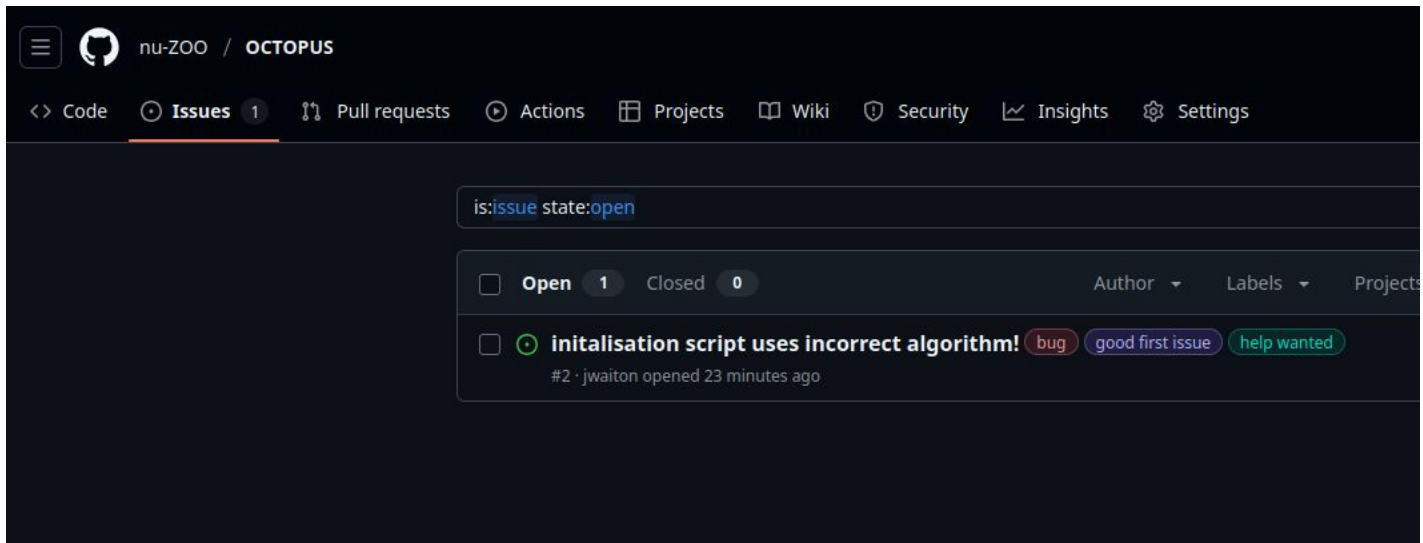 nu-ZOO / OCTOPUS
<> Code Issues 1 Pull requests Actions Projects Wiki Security Insights Settings
is:issue state:open
Open 1 Closed 0 Author Labels Projects
initalisation script uses incorrect algorithm! bug good first issue help wanted
#2 · jwaiton opened 23 minutes ago